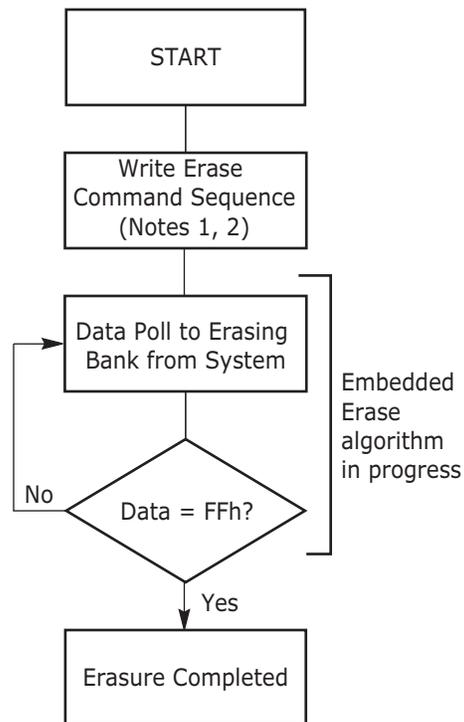 START
Write Erase
Command Sequence
(Notes 1, 2)
Data Poll to Erasing
Bank from System
Embedded
Erase
algorithm
in progress
No
Data = FFh?
Yes
Erasure Completed